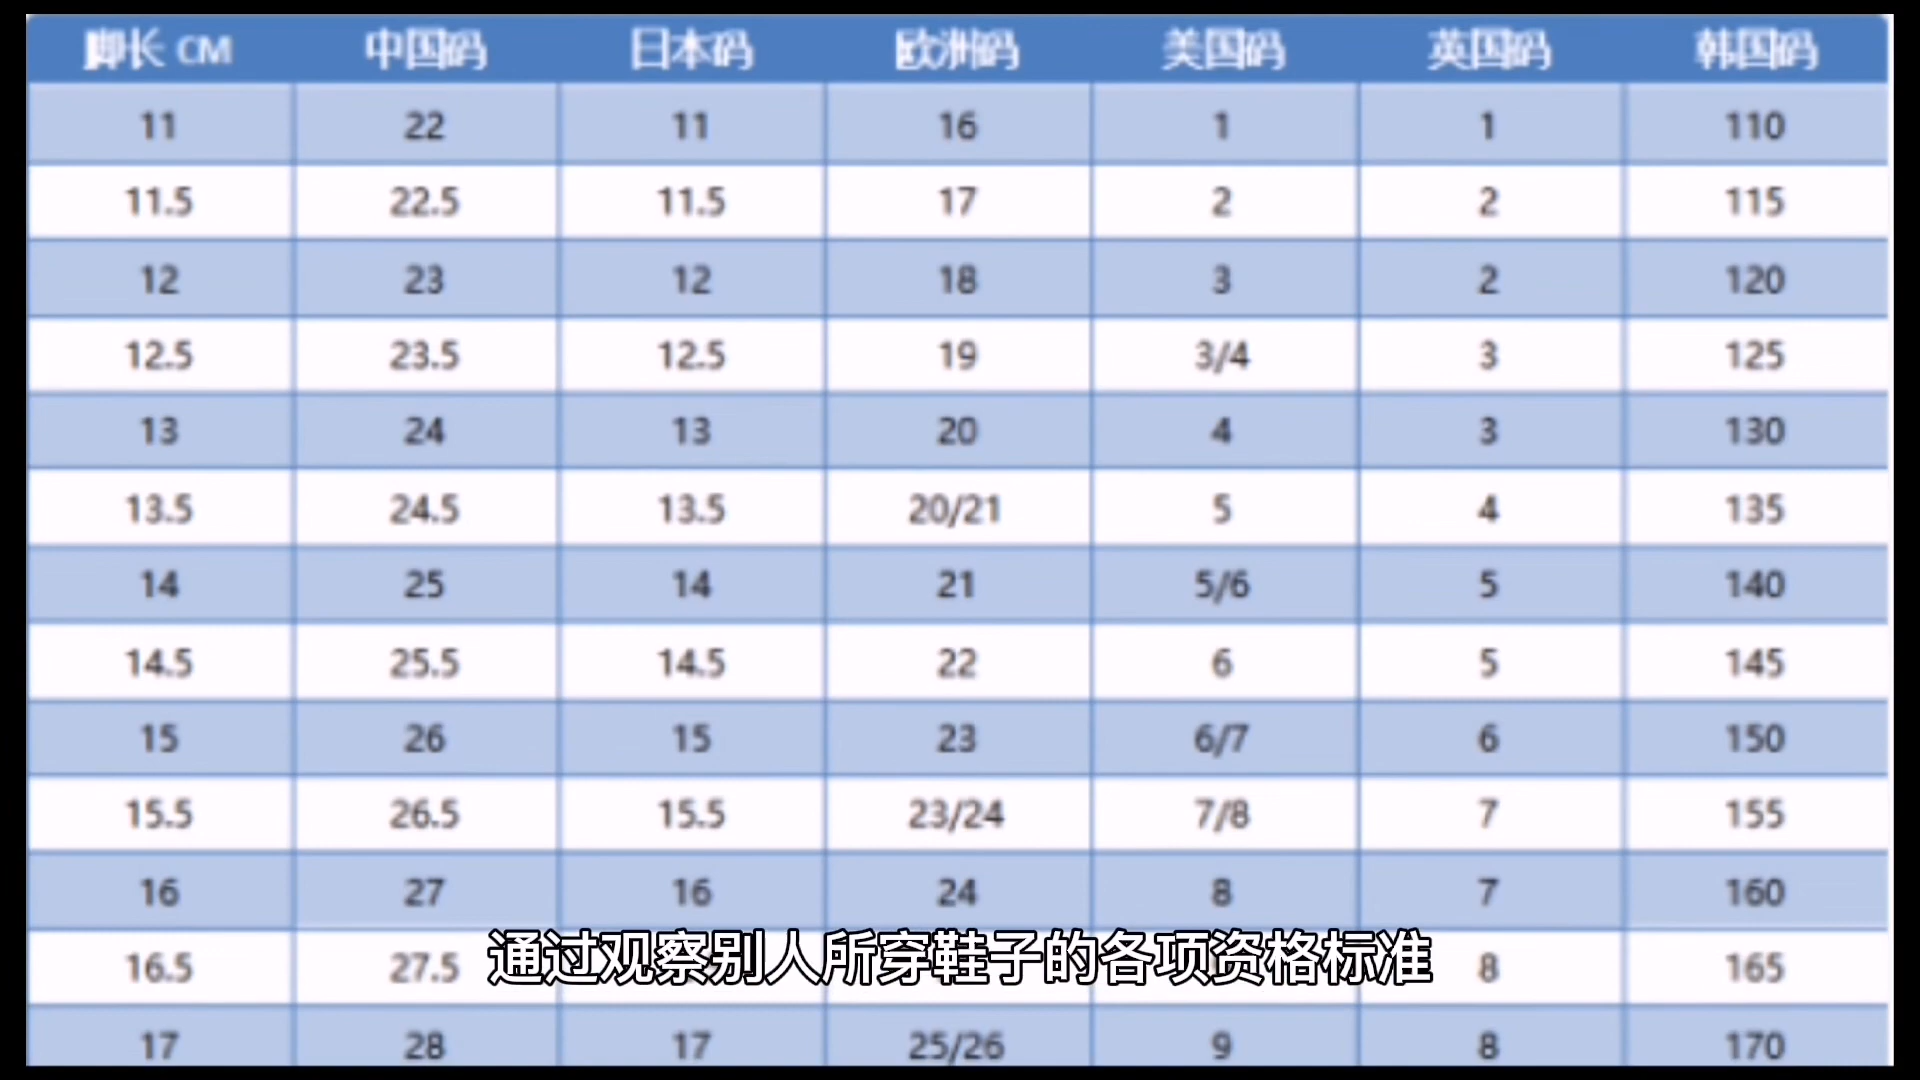 脚长 CM 中国码 日本码 欧洲码 美国码 英国码 韩国码
11 22 11 16 1 1 110
11.5 22.5 11.5 17 2 2 115
12 23 12 18 3 2 120
12.5 23.5 12.5 19 3/4 3 125
13 24 13 20 4 3 130
13.5 24.5 13.5 20/21 5 4 135
14 25 14 21 5/6 5 140
14.5 25.5 14.5 22 6 5 145
15 26 15 23 6/7 6 150
15.5 26.5 15.5 23/24 7/8 7 155
16 27 16 24 8 7 160
16.5 27.5 8 165
通过观察别人所穿鞋子的各项资格标准
17 28 17 25/26 9 8 170